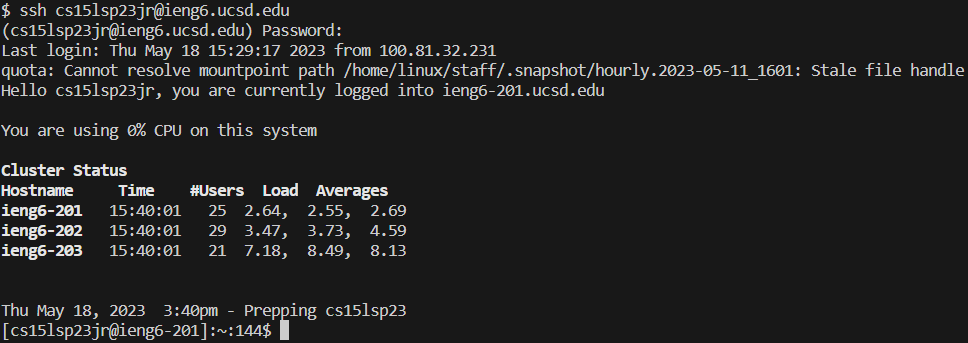 $ ssh cs15lsp23jr@ieng6.ucsd.edu
(cs15lsp23jr@ieng6.ucsd.edu) Password:
Last login: Thu May 18 15:29:17 2023 from 100.81.32.231
quota: Cannot resolve mountpoint path /home/linux/staff/.snapshot/hourly.2023-05-11_1601: Stale file handle
Hello cs15lsp23jr, you are currently logged into ieng6-201.ucsd.edu
You are using 0% CPU on this system
Cluster Status
Hostname     Time    #Users  Load  Averages
ieng6-201   15:40:01   25  2.64,  2.55,  2.69
ieng6-202   15:40:01   29  3.47,  3.73,  4.59
ieng6-203   15:40:01   21  7.18,  8.49,  8.13
Thu May 18, 2023  3:40pm - Prepping cs15lsp23
[cs15lsp23jr@ieng6-201]:~:144$